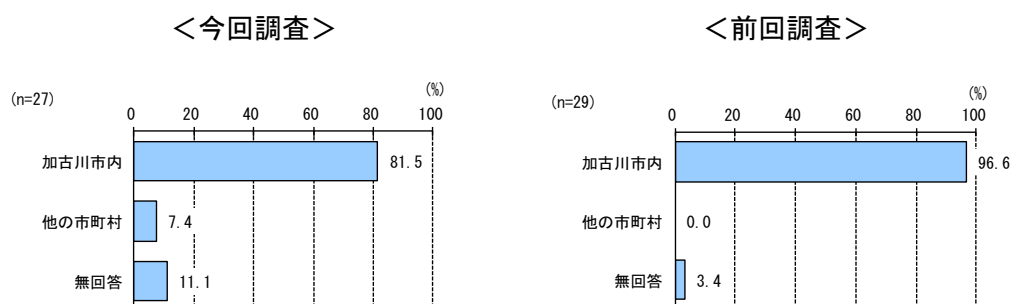 ＜今回調査＞
(n=27)
(%)
0 20 40 60 80 100
加古川市内 81.5
他の市町村 7.4
無回答 11.1
＜前回調査＞
(n=29)
(%)
0 20 40 60 80 100
加古川市内 96.6
他の市町村 0.0
無回答 3.4